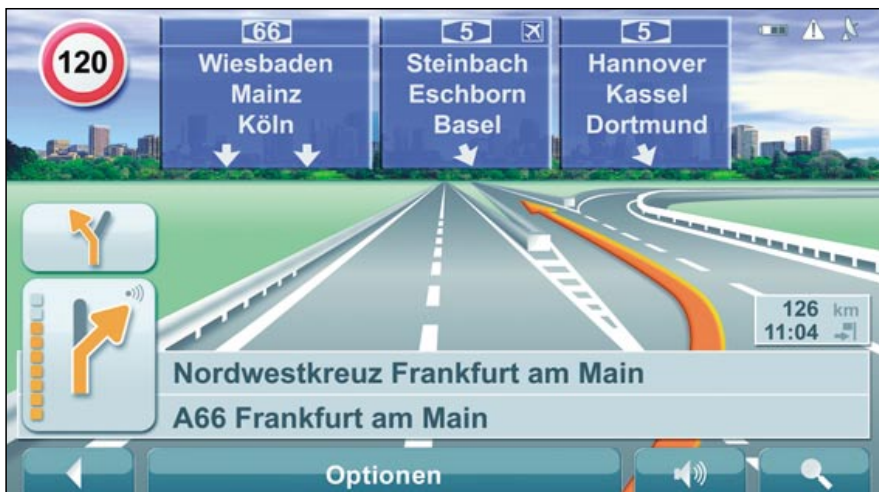 120
66
Wiesbaden
Mainz
Köln
5
Steinbach
Eschborn
Basel
5
Hannover
Kassel
Dortmund
126 km
11:04
Nordwestkreuz Frankfurt am Main
A66 Frankfurt am Main
Optionen